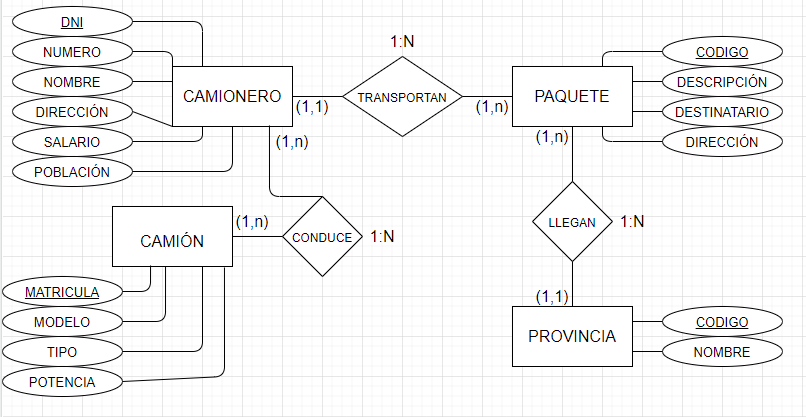 DNI
NUMERO
NOMBRE
DIRECCIÓN
SALARIO
POBLACIÓN
CAMIONERO
(1,1)
1:N
TRANSPORTAN
(1,n)
PAQUETE
CODIGO
DESCRIPCIÓN
DESTINATARIO
DIRECCIÓN
(1,n)
(1,n)
CAMIÓN
(1,n)
CONDUCE
1:N
LLEGAN
1:N
MATRICULA
MODELO
TIPO
POTENCIA
(1,1)
PROVINCIA
CODIGO
NOMBRE